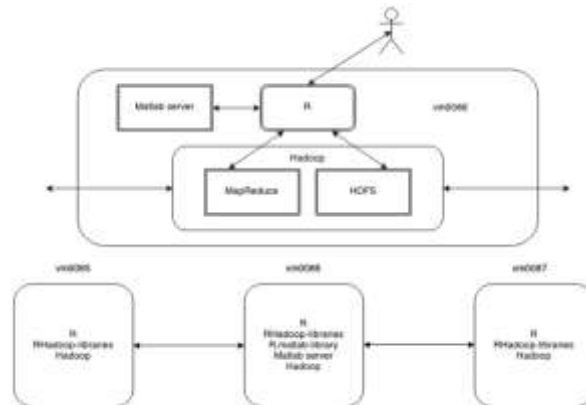 Matlab server
R
vm0066
Hadoop
MapReduce
HDFS
vm0065
vm0066
vm0067
R
RHadoop-libraries
Hadoop
R
RHadoop-libraries
R.matlab-library
Matlab server
Hadoop
R
RHadoop-libraries
Hadoop